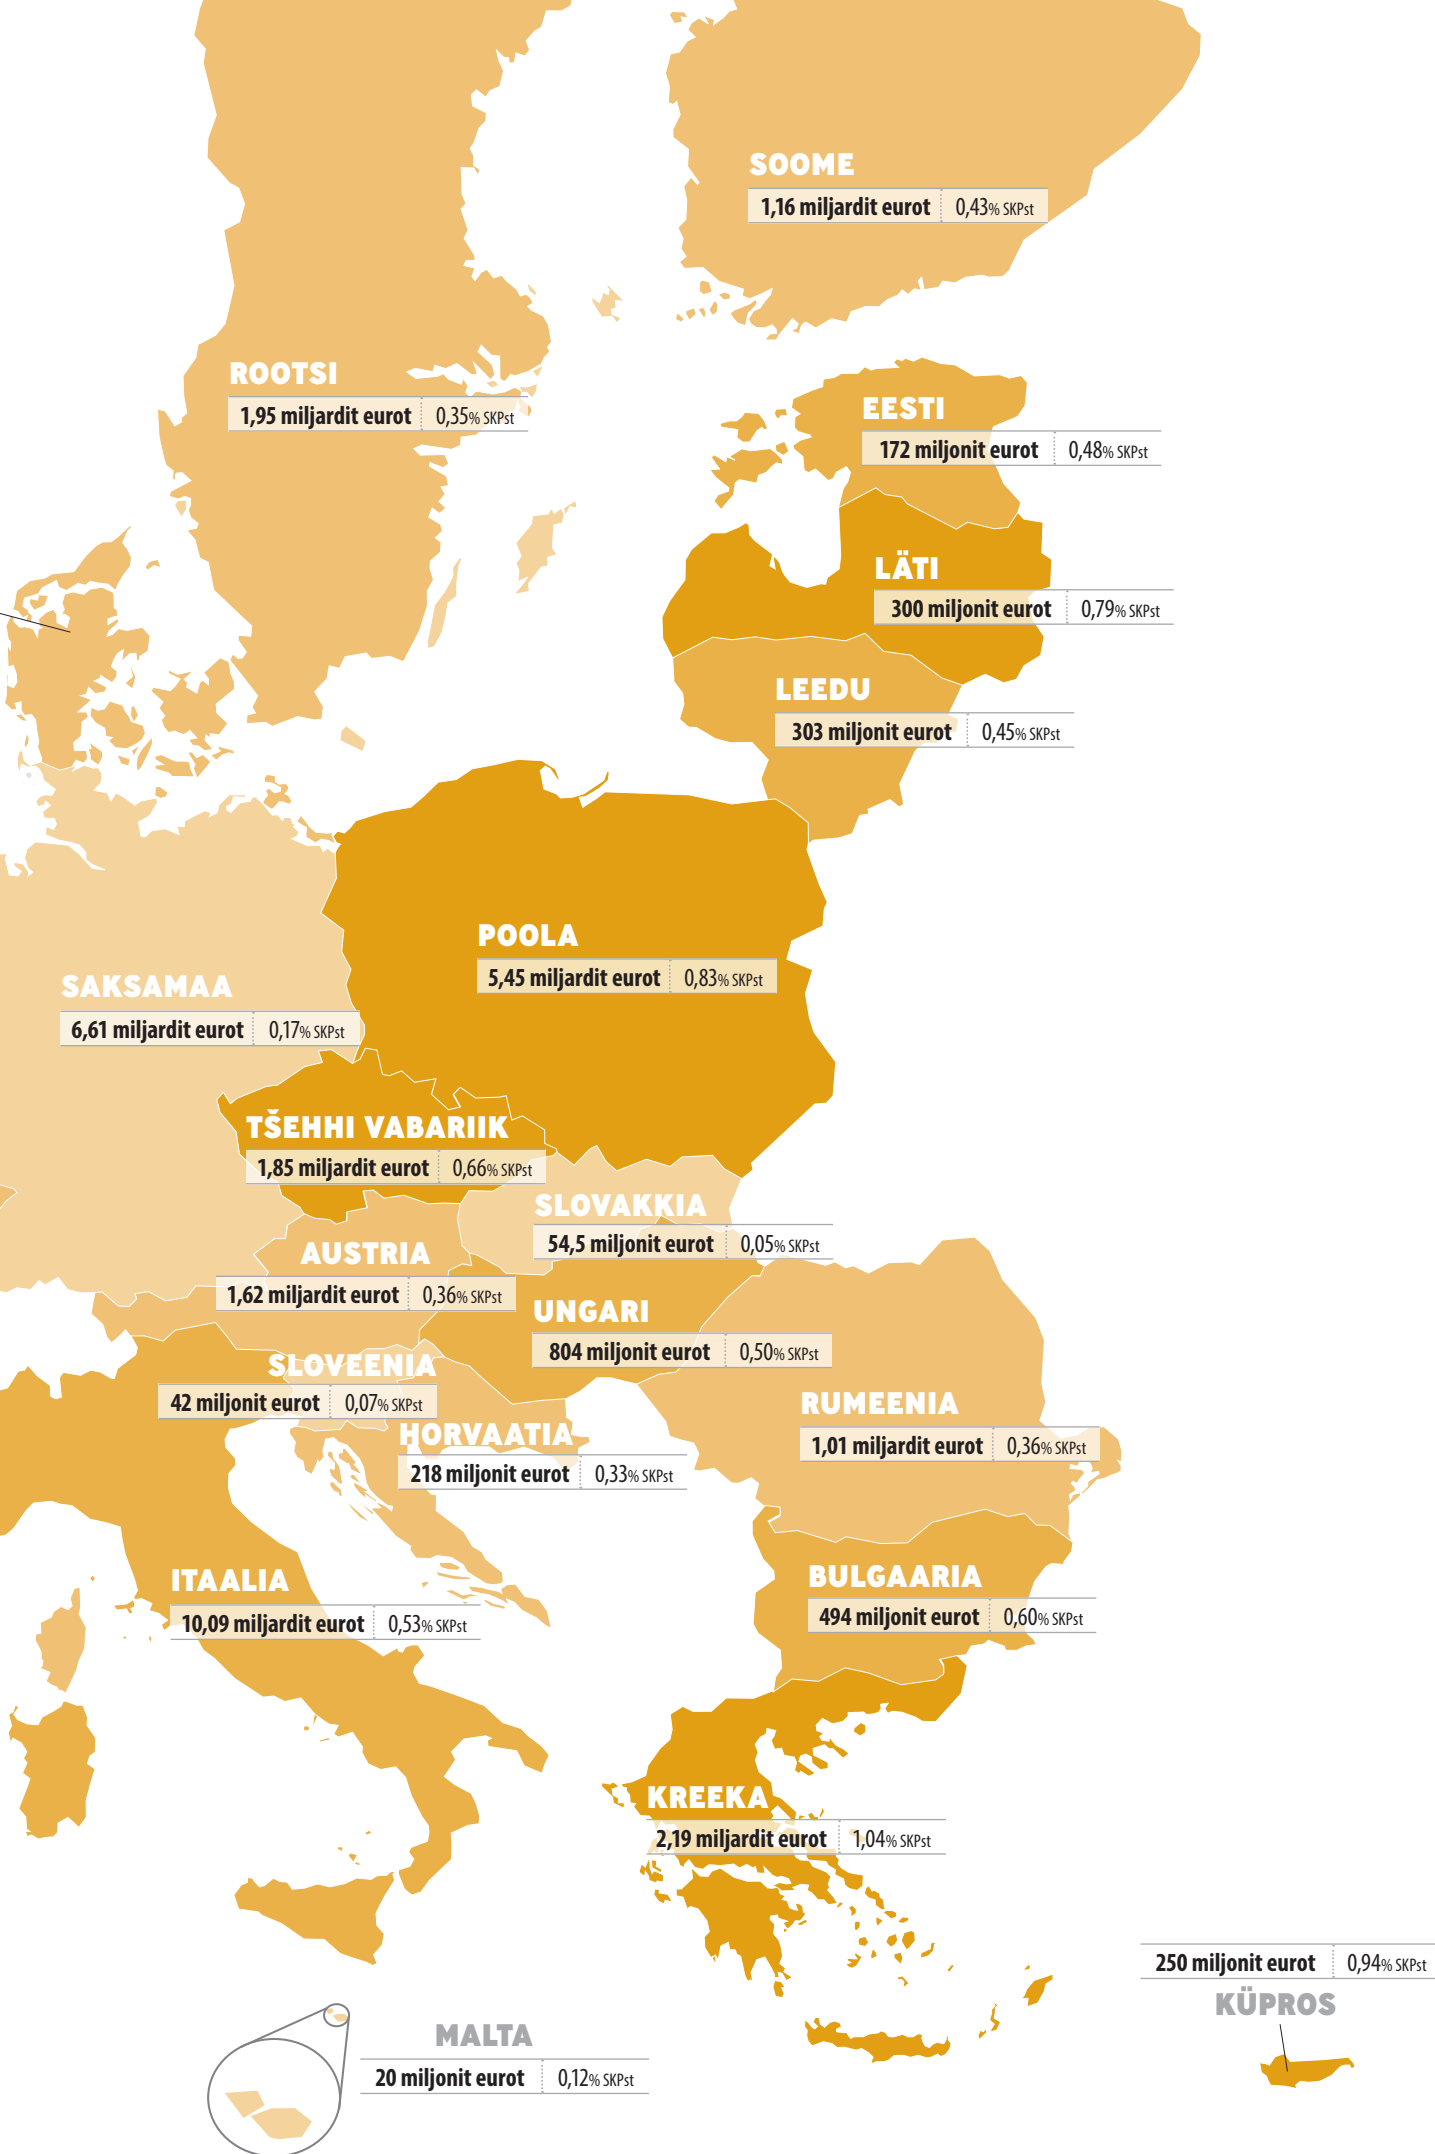 SOOME
1,16 miljardit eurot 0,43% SKPst
ROOTSI
1,95 miljardit eurot 0,35% SKPst
EESTI
172 miljonit eurot 0,48% SKPst
LÄTI
300 miljonit eurot 0,79% SKPst
LEEDU
303 miljonit eurot 0,45% SKPst
POOLA
5,45 miljardit eurot 0,83% SKPst
SAKSAMAA
6,61 miljardit eurot 0,17% SKPst
TŠEHHI VABARIIK
1,85 miljardit eurot 0,66% SKPst
SLOVAKKIA
54,5 miljonit eurot 0,05% SKPst
AUSTRIA
1,62 miljardit eurot 0,36% SKPst
UNGARI
804 miljonit eurot 0,50% SKPst
SLOVEENIA
42 miljonit eurot 0,07% SKPst
RUMEENIA
1,01 miljardit eurot 0,36% SKPst
HORVAATIA
218 miljonit eurot 0,33% SKPst
BULGAARIA
494 miljonit eurot 0,60% SKPst
ITAALIA
10,09 miljardit eurot 0,53% SKPst
KREEKA
2,19 miljardit eurot 1,04% SKPst
250 miljonit eurot 0,94% SKPst
KÜPROS
MALTA
20 miljonit eurot 0,12% SKPst